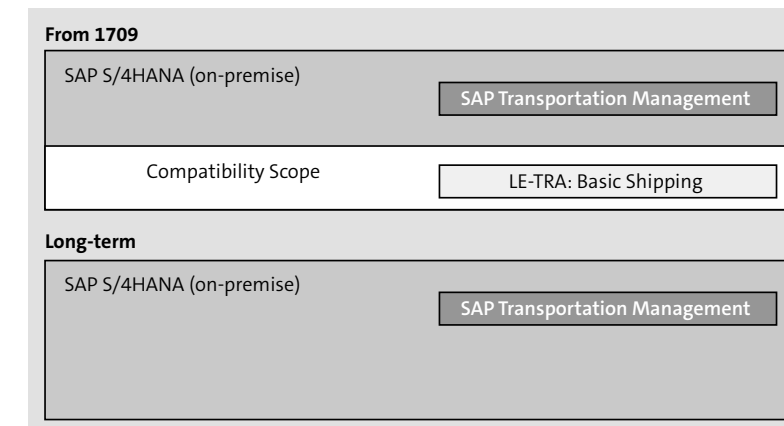 From 1709
SAP S/4HANA (on-premise)
SAP Transportation Management
Compatibility Scope
LE-TRA: Basic Shipping
Long-term
SAP S/4HANA (on-premise)
SAP Transportation Management